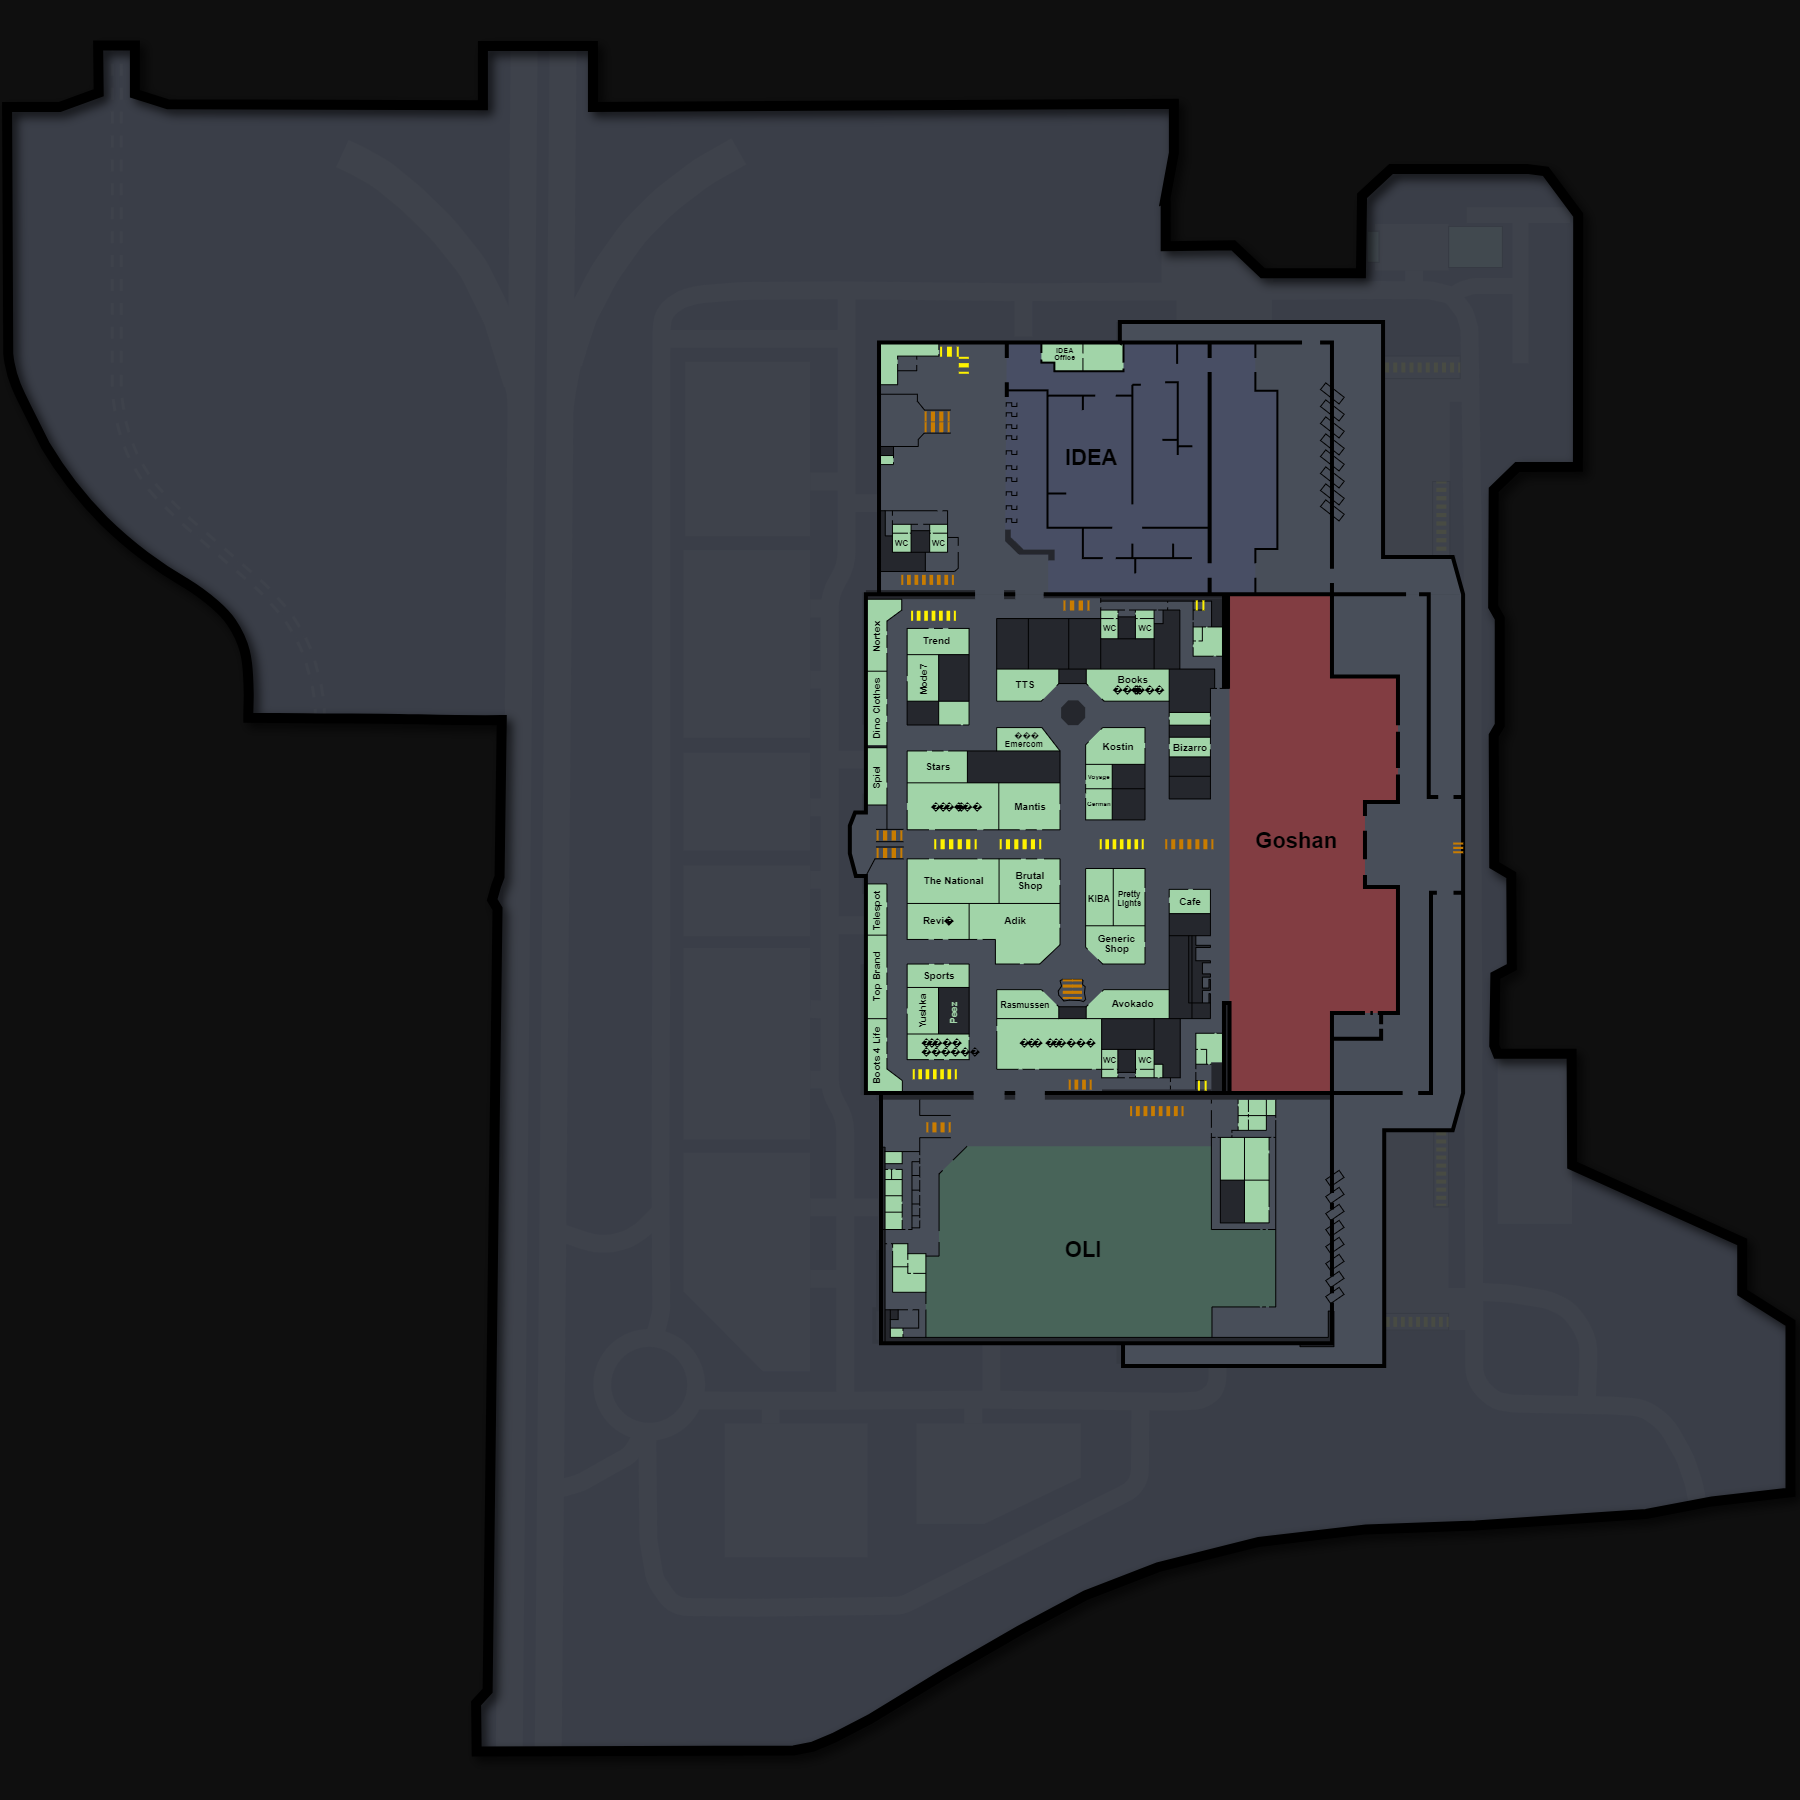 IDEA
Office
IDEA
WC
WC
Nortex
Trend
WC
WC
Mode7
TTS
Books
Dino Clothes
Emercom
Kostin
Bizarro
Spiel
Stars
Voyage
Mantis
German
Goshan
The National
Brutal
Shop
KIBA
Pretty
Lights
Cafe
Telespot
Revi�
Adik
Generic
Shop
Top Brand
Sports
Yushka
Peez
Rasmussen
Avokado
Boots 4 Life
WC
WC
OLI